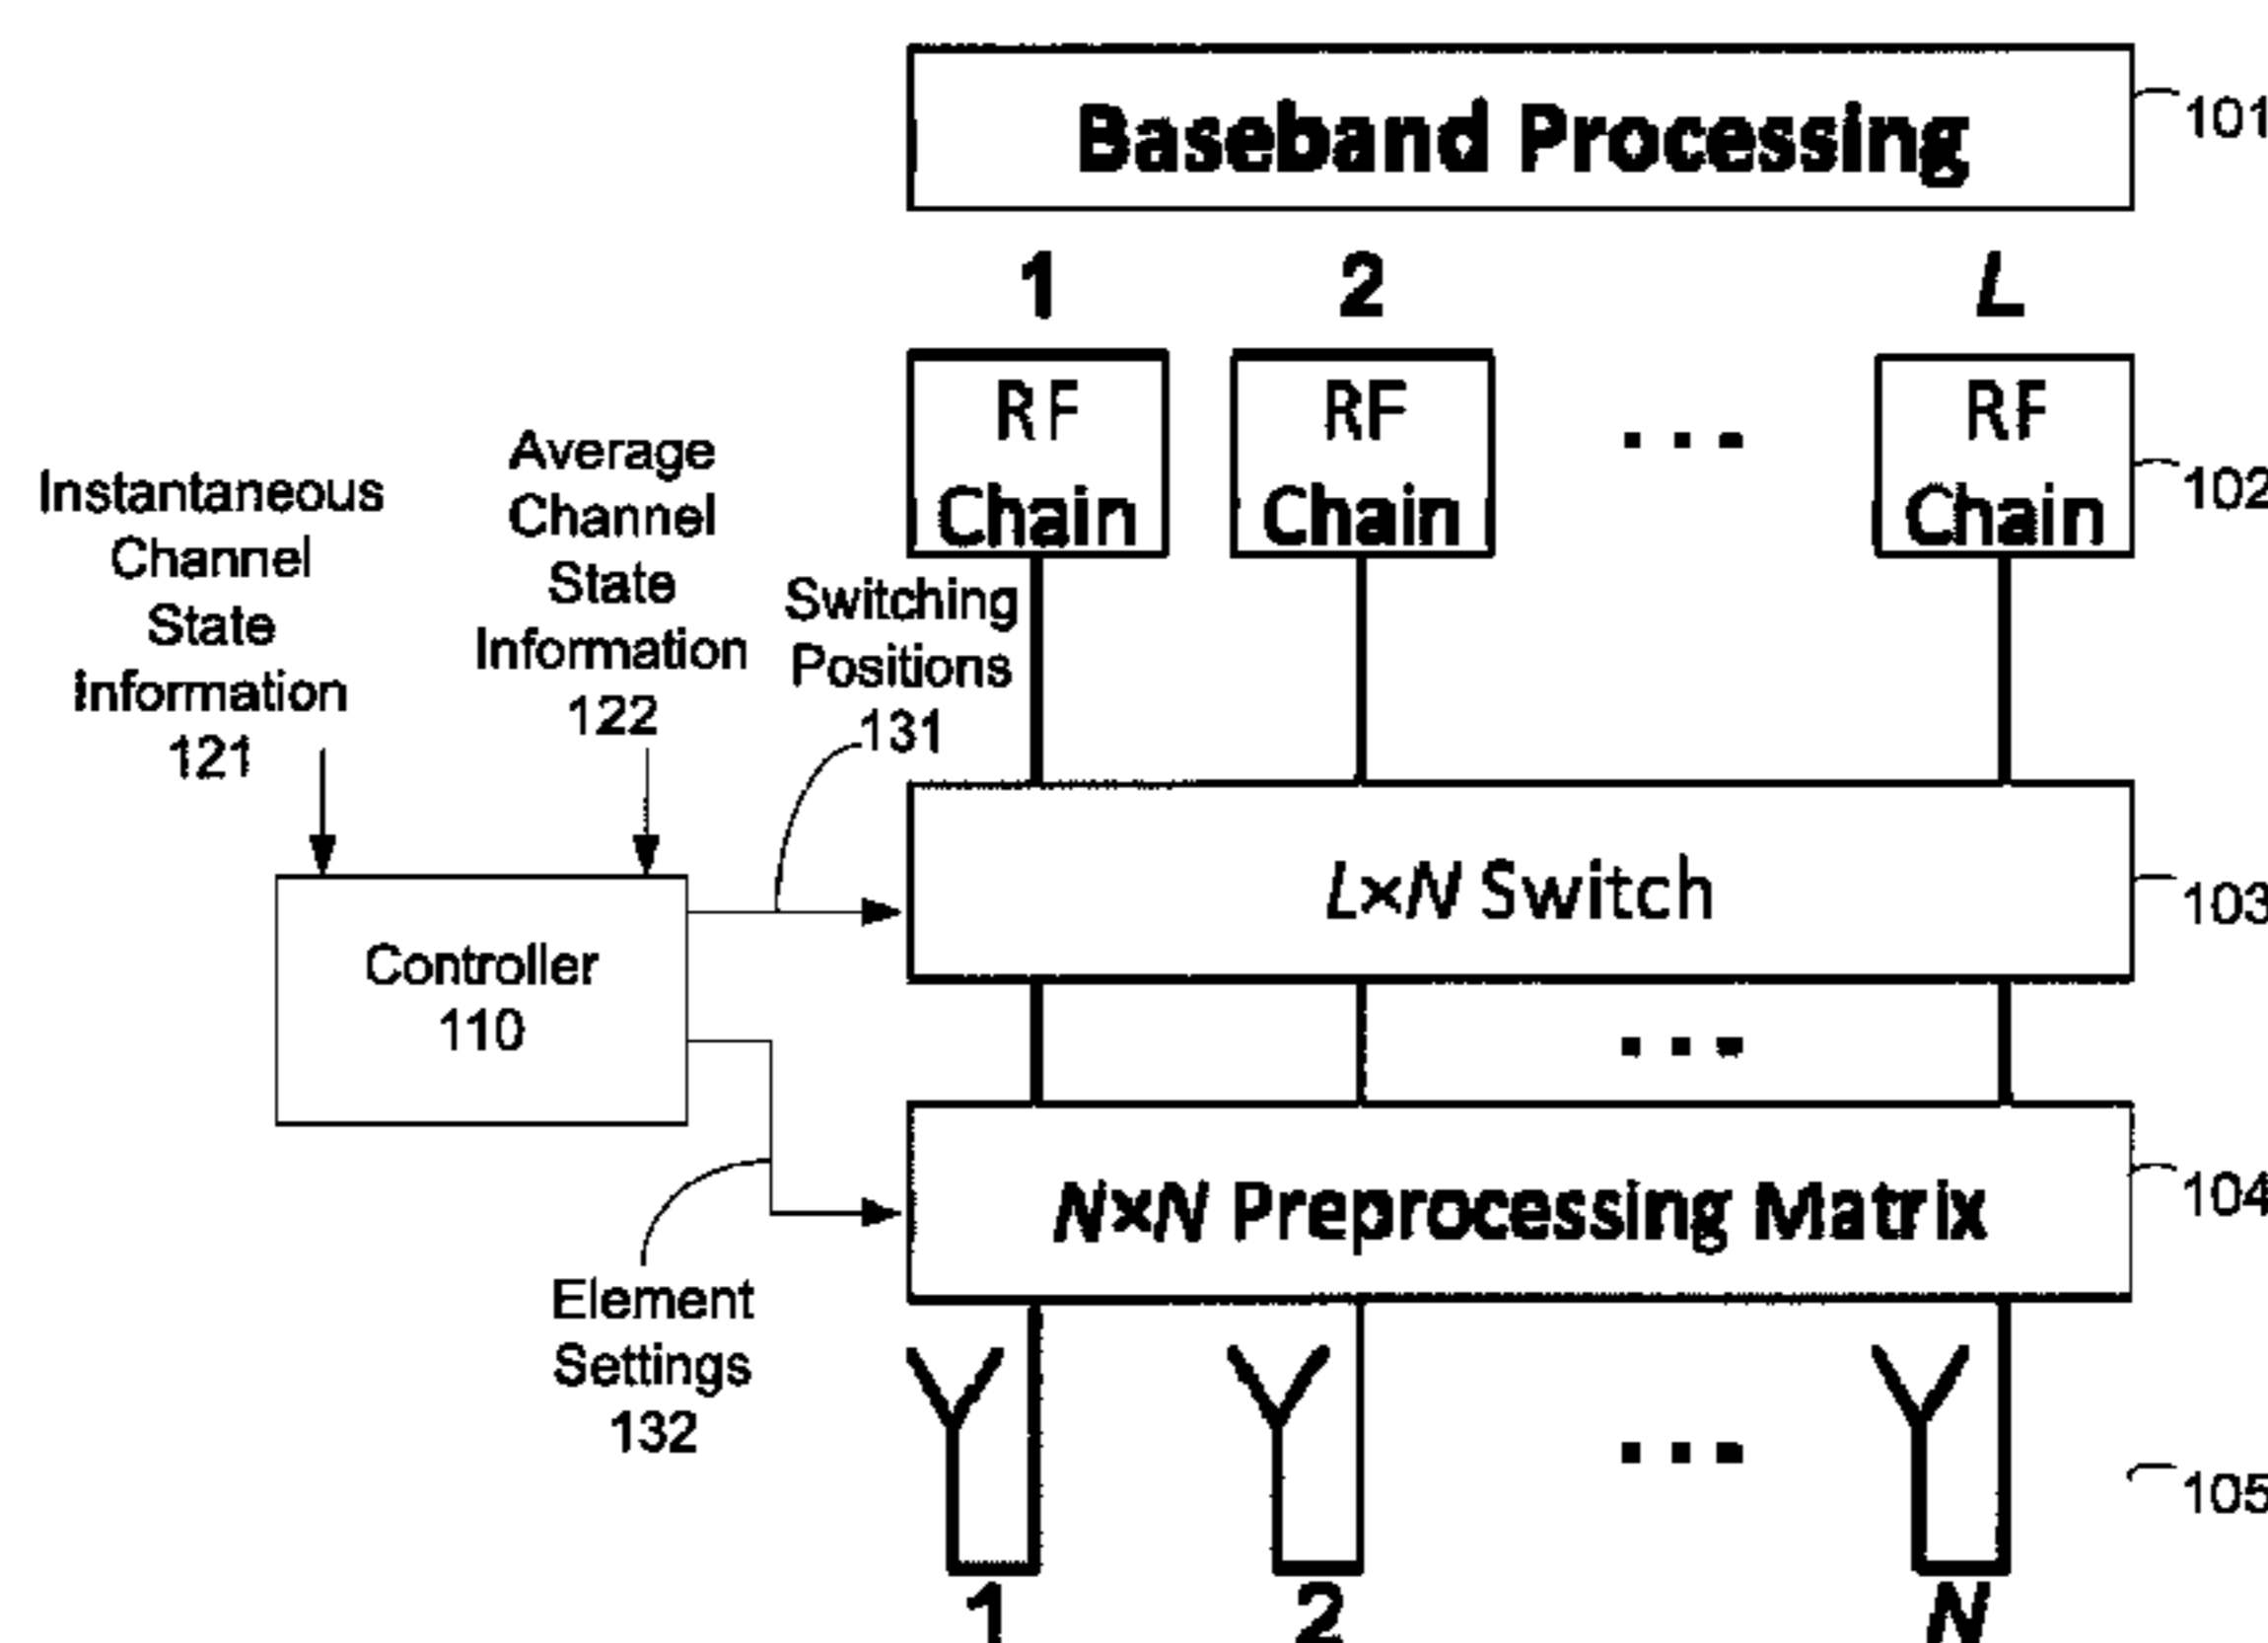 Baseband Processing
101
1
2
L
RF
Chain
RF
Chain
...
RF
Chain
102
Instantaneous
Channel
State
Information
121
Average
Channel
State
Information
122
Switching
Positions
131
L×N Switch
103
Controller
110
...
N×N Preprocessing Matrix
104
Element
Settings
132
...
105
1
2
N